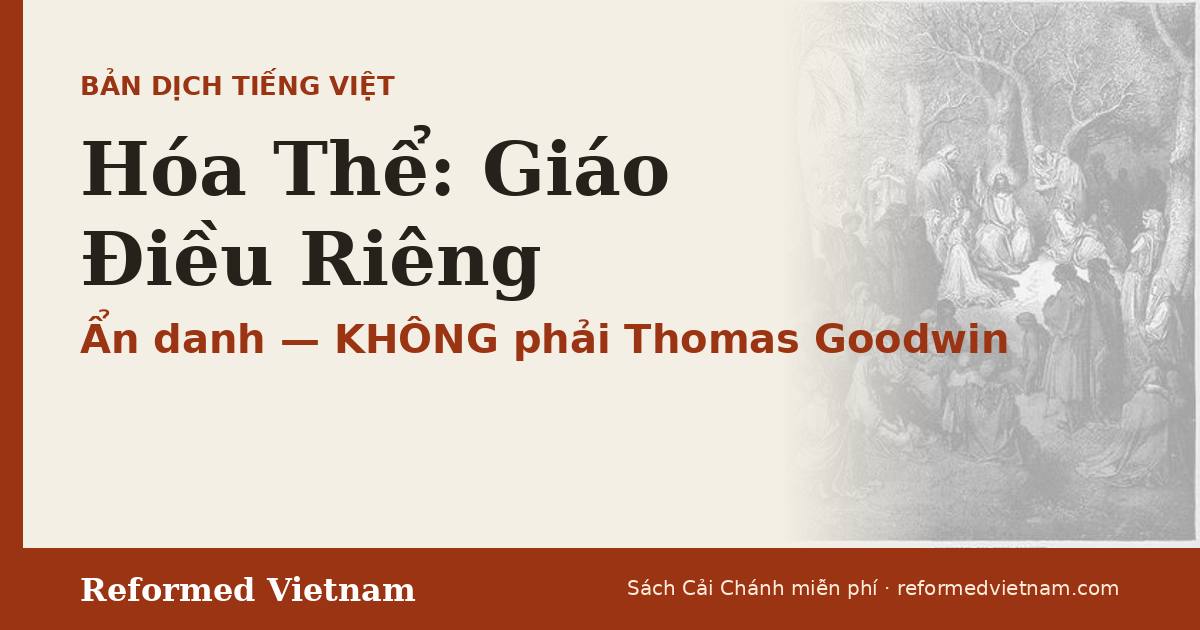 BẢN DỊCH TIẾNG VIỆT
Hóa Thể: Giáo
Điều Riêng
Ẩn danh — KHÔNG phải Thomas Goodwin
Reformed Vietnam
Sách Cải Chánh miễn phí · reformedvietnam.com